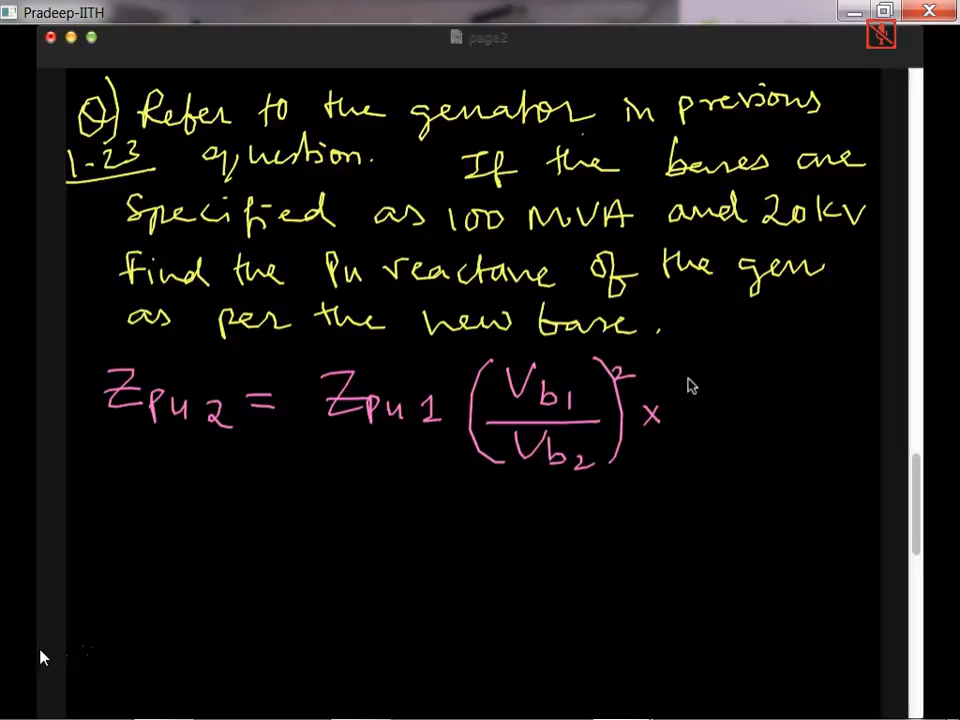 Pradeep-IITH
page2
Q) Refer to the genator in previous
1-23 question. If the bases are
Specified as 100 MVA and 20kV
Find the Pu reactane of the gen
as per the new base.
Zpu2 = Zpu1 (Vb1/Vb2)² ×